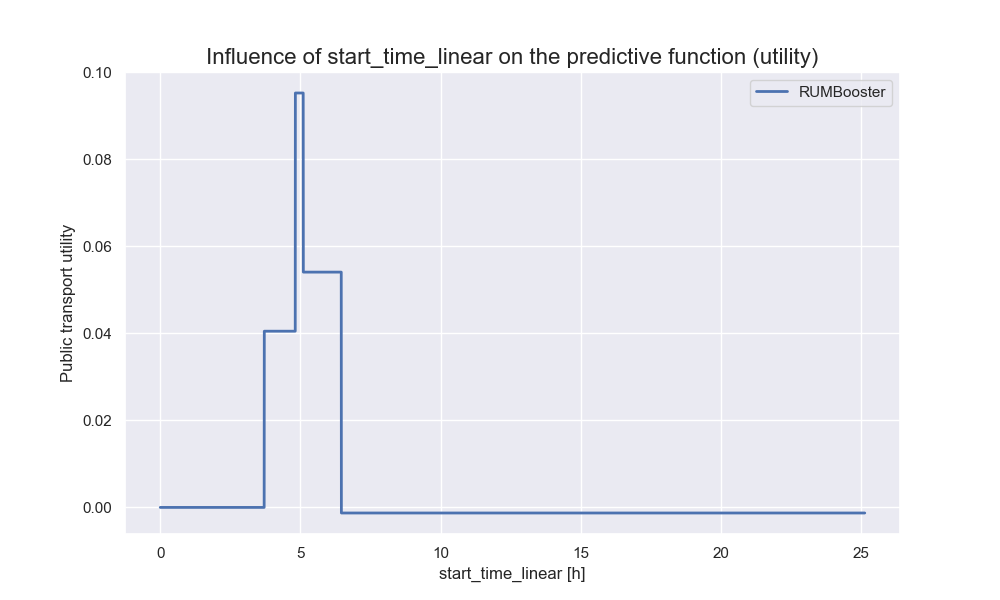 Influence of start_time_linear on the predictive function (utility)
RUMBooster
Public transport utility
0.10
0.08
0.06
0.04
0.02
0.00
0 5 10 15 20 25
start_time_linear [h]